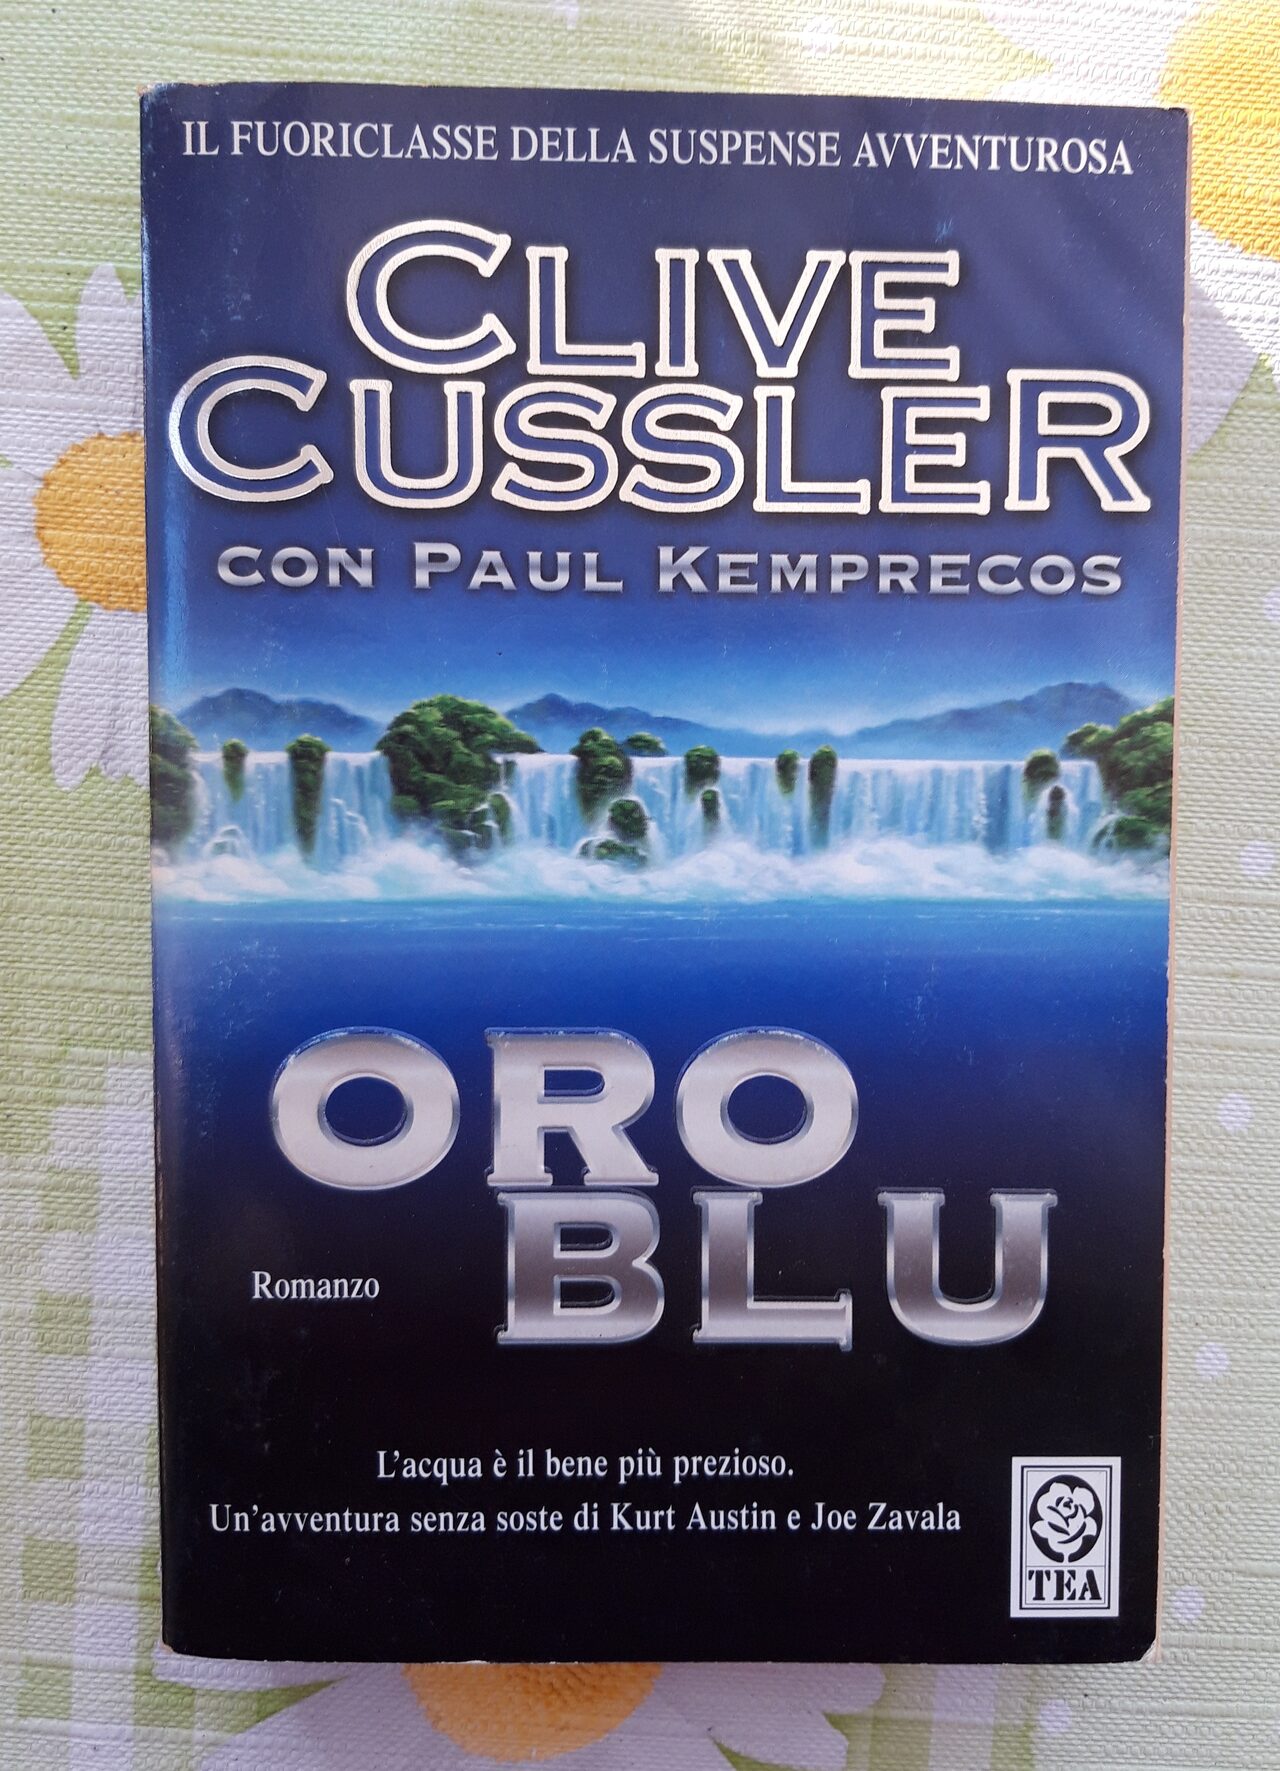 IL FUORICLASSE DELLA SUSPENSE AVVENTUROSA
CLIVE
CUSSLER
CON PAUL KEMPRECOS
ORO
BLU
Romanzo
L'acqua è il bene più prezioso.
Un'avventura senza soste di Kurt Austin e Joe Zavala
TEA